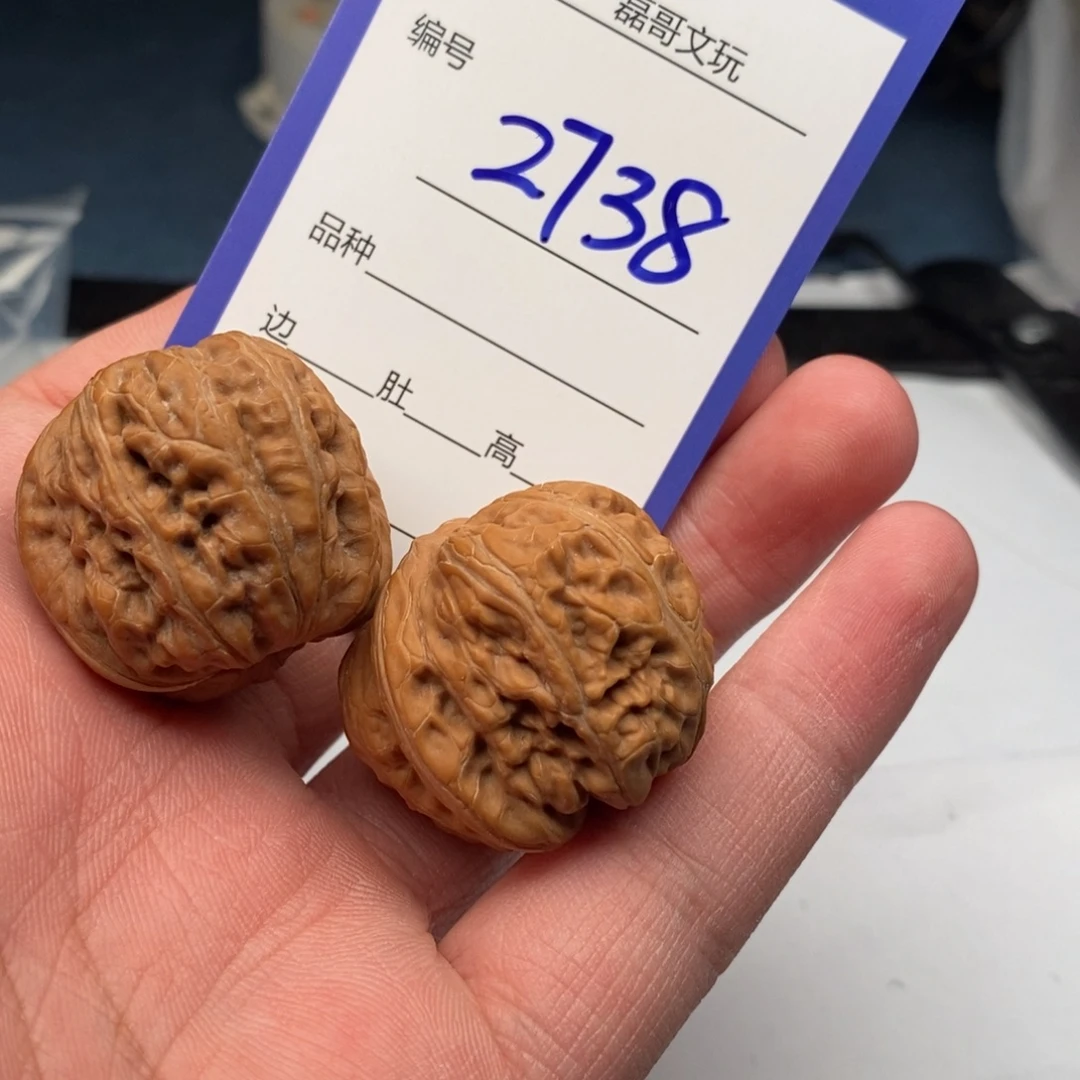 磊哥文玩
编号 2738
品种
边 肚 高